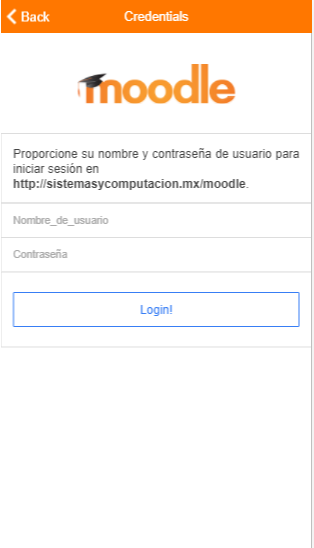 Back
Credentials
moodle
Proporcione su nombre y contraseña de usuario para
iniciar sesión en
http://sistemasycomputacion.mx/moodle.
Nombre_de_usuario
Contraseña
Login!